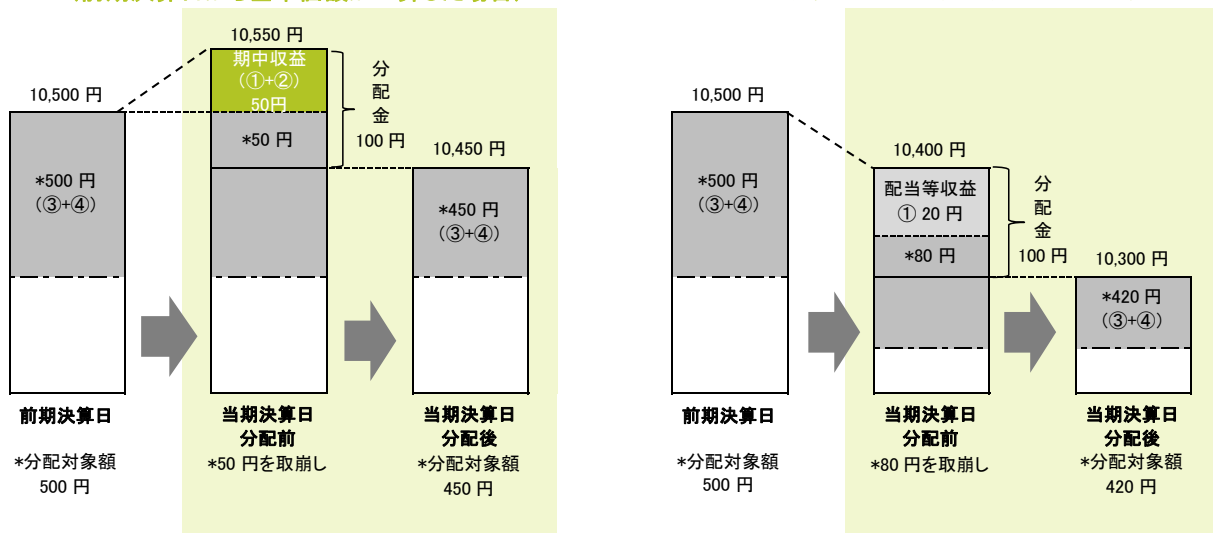 10,550 円
期中収益
（①+②）
50円
*50 円
分
配
金
100 円
10,500 円
*500 円
（③+④）
10,450 円
*450 円
（③+④）
前期決算日
*分配対象額
500 円
当期決算日
分配前
*50 円を取崩し
当期決算日
分配後
*分配対象額
450 円
10,500 円
*500 円
（③+④）
10,400 円
配当等収益
① 20 円
*80 円
分
配
金
100 円
10,300 円
*420 円
（③+④）
前期決算日
*分配対象額
500 円
当期決算日
分配前
*80 円を取崩し
当期決算日
分配後
*分配対象額
420 円